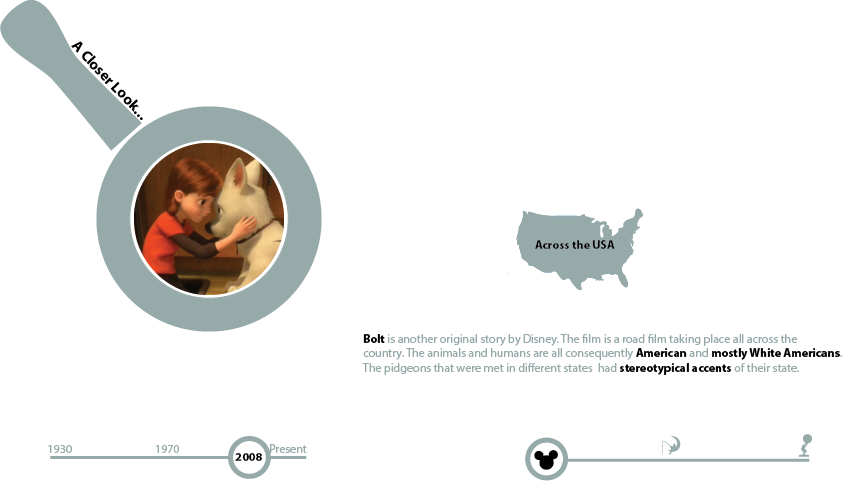 A Closer Look...
Across the USA
Bolt is another original story by Disney. The film is a road film taking place all across the
country. The animals and humans are all consequently American and mostly White Americans.
The pidgeons that were met in different states had stereotypical accents of their state.
1930 1970 2008 Present